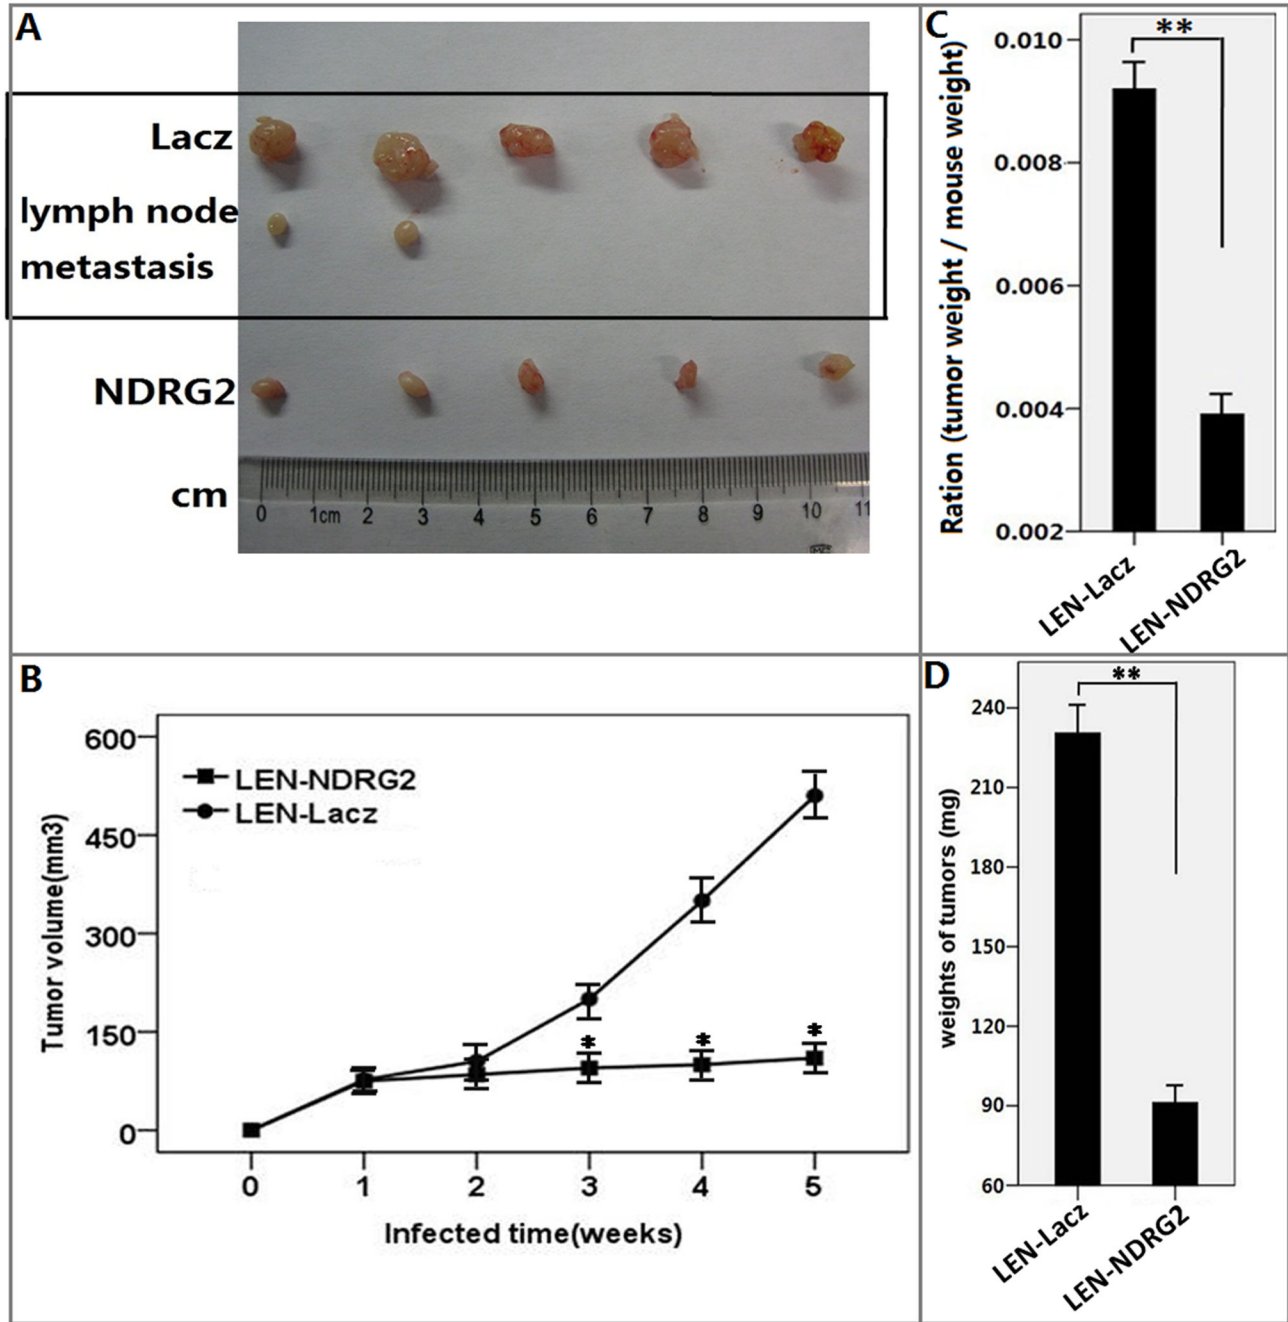 A
Lacz
lymph node
metastasis
NDRG2
cm
0 1cm 2 3 4 5 6 7 8 9 10 11
B
600
450
300
150
0
Tumor volume(mm3)
LEN-NDRG2
LEN-Lacz
*
*
*
0 1 2 3 4 5
Infected time(weeks)
C
Ration (tumor weight / mouse weight)
0.010
0.008
0.006
0.004
0.002
**
LEN-Lacz
LEN-NDRG2
D
weights of tumors (mg)
240
210
180
150
120
90
60
**
LEN-Lacz
LEN-NDRG2